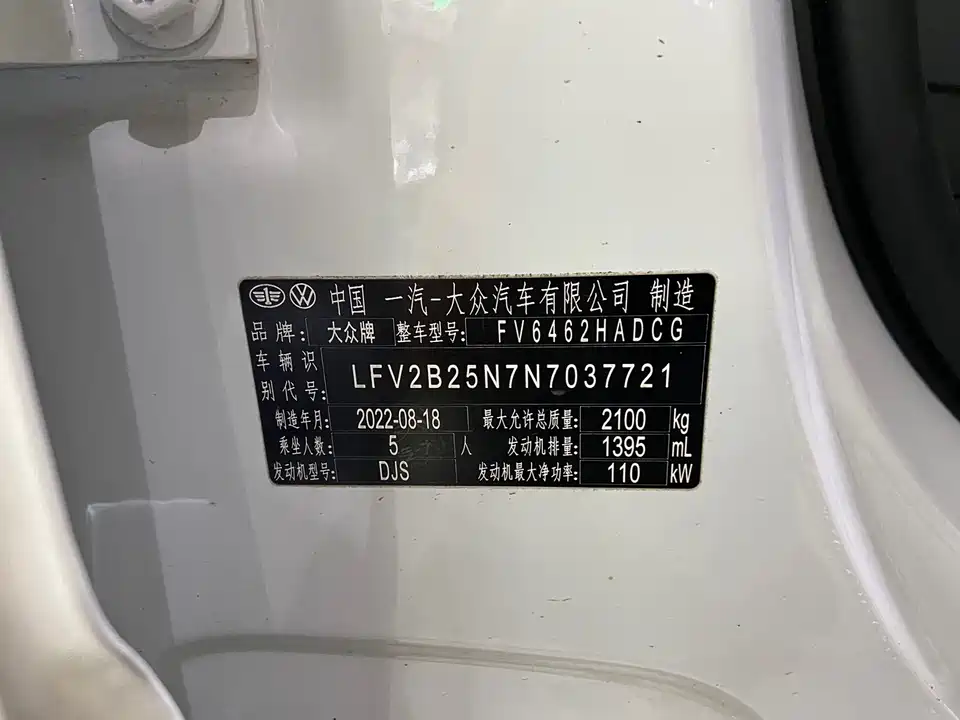 中国 一汽-大众汽车有限公司 制造
品牌: 大众牌 整车型号: FV6462HADCG
车辆识别代号: LFV2B25N7N7037721
制造年月: 2022-08-18 最大允许总质量: 2100 kg
乘坐人数: 5 人 发动机排量: 1395 mL
发动机型号: DJS 发动机最大净功率: 110 kW